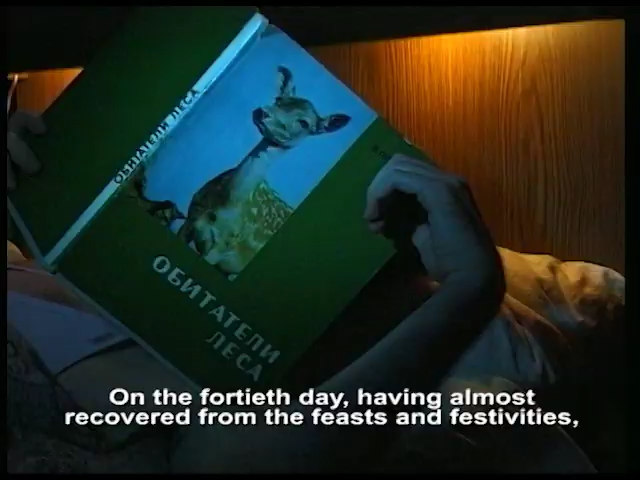 ОБИТАТЕЛИ ЛЕСА
ОБИТАТЕЛИ
ЛЕСА
On the fortieth day, having almost
recovered from the feasts and festivities,